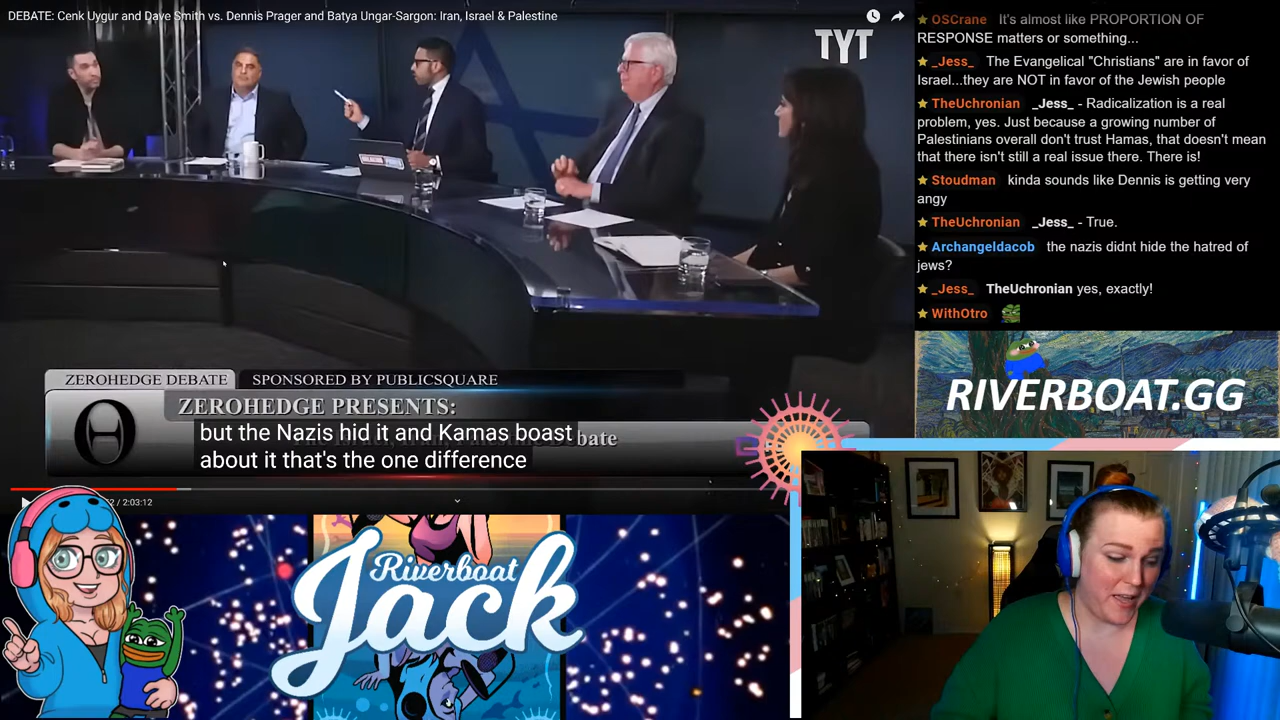 DEBATE: Cenk Uygur and Dave Smith vs. Dennis Prager and Batya Ungar-Sargon: Iran, Israel & Palestine
TYT
ZEROHEDGE DEBATE
SPONSORED BY PUBLICSQUARE
ZEROHEDGE PRESENTS:
but the Nazis hid it and Kamas boast
about it that's the one difference
/ 2:03:12
OSCrane It's almost like PROPORTION OF
RESPONSE matters or something...
_Jess_ The Evangelical "Christians" are in favor of
Israel...they are NOT in favor of the Jewish people
TheUchronian _Jess_ - Radicalization is a real
problem, yes. Just because a growing number of
Palestinians overall don't trust Hamas, that doesn't mean
that there isn't still a real issue there. There is!
Stoudman kinda sounds like Dennis is getting very
angy
TheUchronian _Jess_ - True.
Archangeldacob the nazis didnt hide the hatred of
jews?
_Jess_ TheUchronian yes, exactly!
WithOtro
RIVERBOAT.GG
Riverboat
Jack